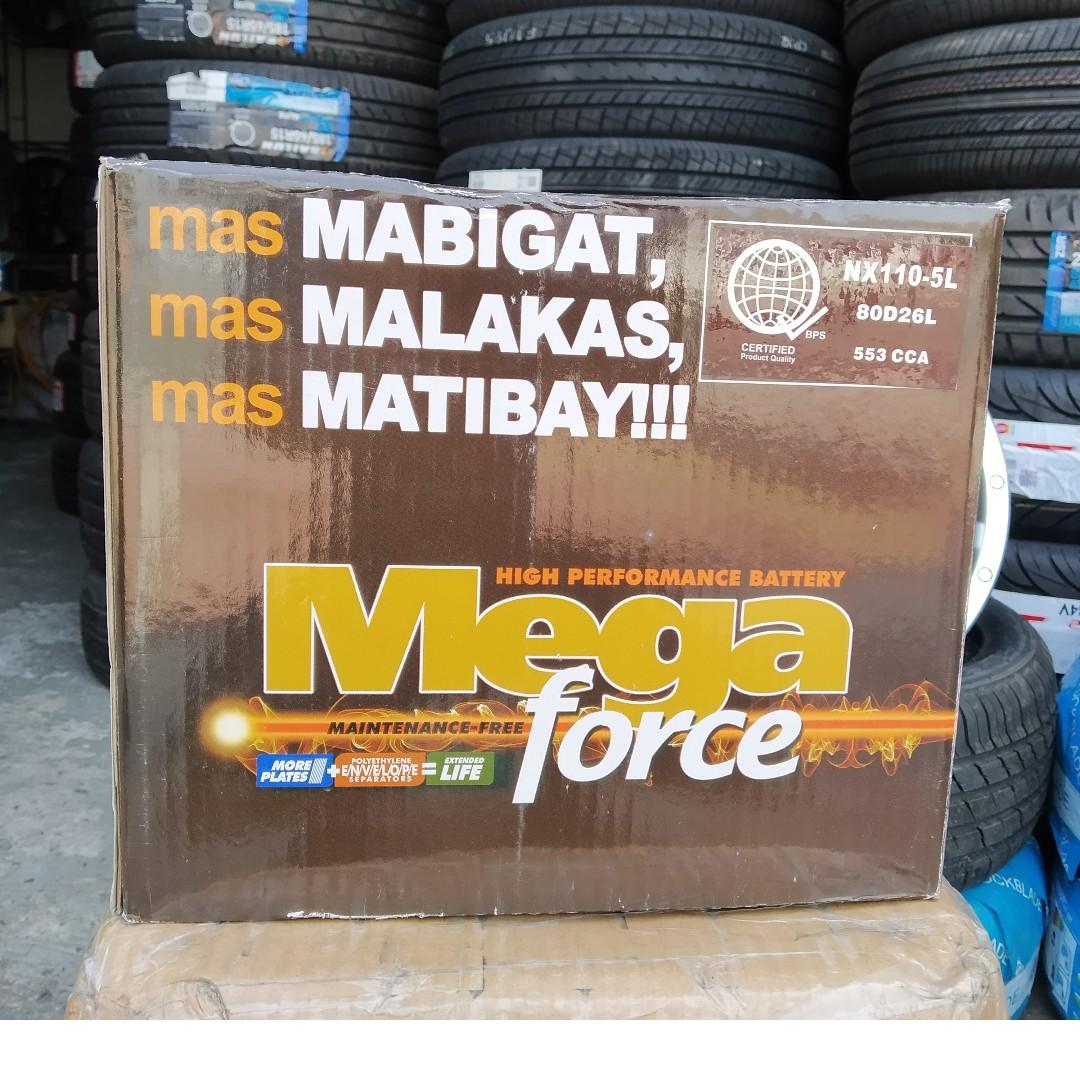 mas MABIGAT,
mas MALAKAS,
mas MATIBAY!!!
BPS
CERTIFIED
Product Quality
NX110-5L
80D26L
553 CCA
HIGH PERFORMANCE BATTERY
Mega
force
MAINTENANCE-FREE
MORE
PLATES
+
POLYETHYLENE
ENVELOPE
SEPARATORS
=
EXTENDED
LIFE